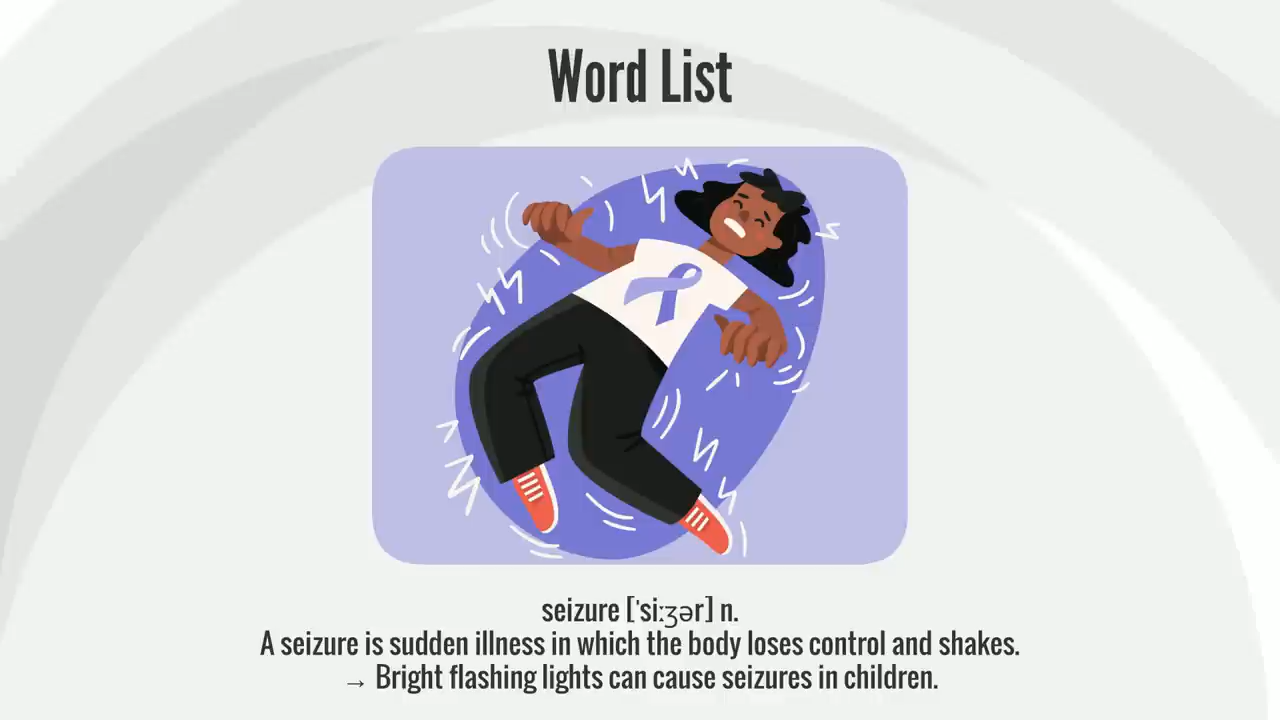 Word List
seizure [ˈsiːʒər] n.
A seizure is sudden illness in which the body loses control and shakes.
→ Bright flashing lights can cause seizures in children.